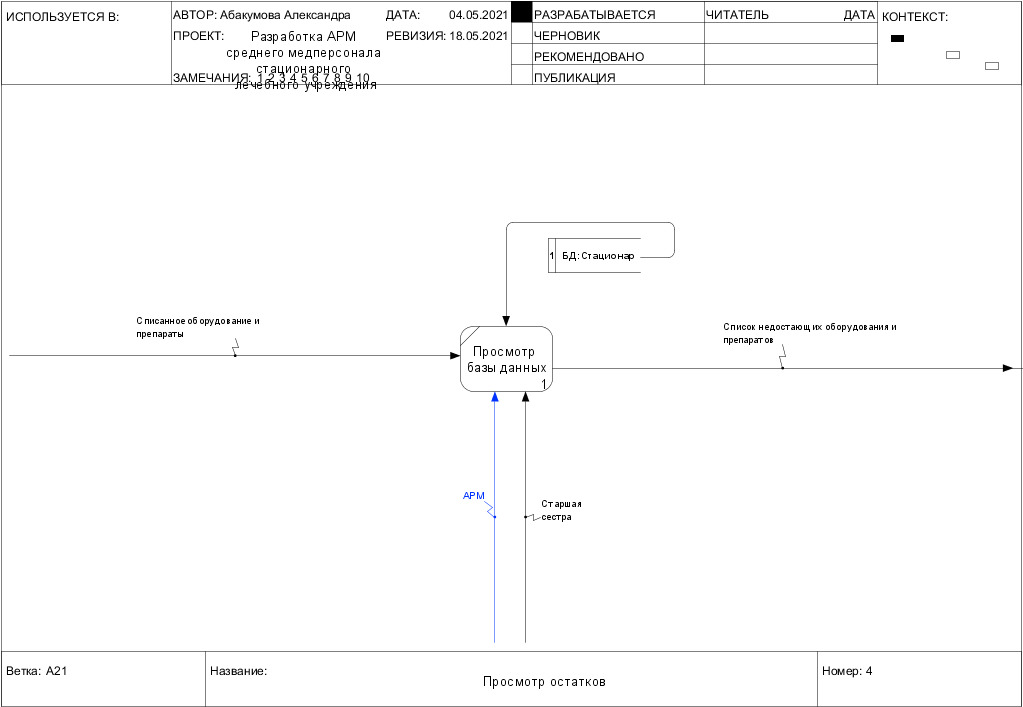 ИСПОЛЬЗУЕТСЯ В:
АВТОР: Абакумова Александра
ДАТА: 04.05.2021
ПРОЕКТ: Разработка АРМ
среднего медперсонала
стационарного
лечебного учреждения
РЕВИЗИЯ: 18.05.2021
ЗАМЕЧАНИЯ: 1 2 3 4 5 6 7 8 9 10
РАЗРАБАТЫВАЕТСЯ
ЧЕРНОВИК
РЕКОМЕНДОВАНО
ПУБЛИКАЦИЯ
ЧИТАТЕЛЬ ДАТА
КОНТЕКСТ:
1 БД: Стационар
Списанное оборудование и
препараты
Список недостающих оборудования и
препаратов
Просмотр
базы данных
1
АРМ
Старшая
сестра
Ветка: A21
Название:
Просмотр остатков
Номер: 4